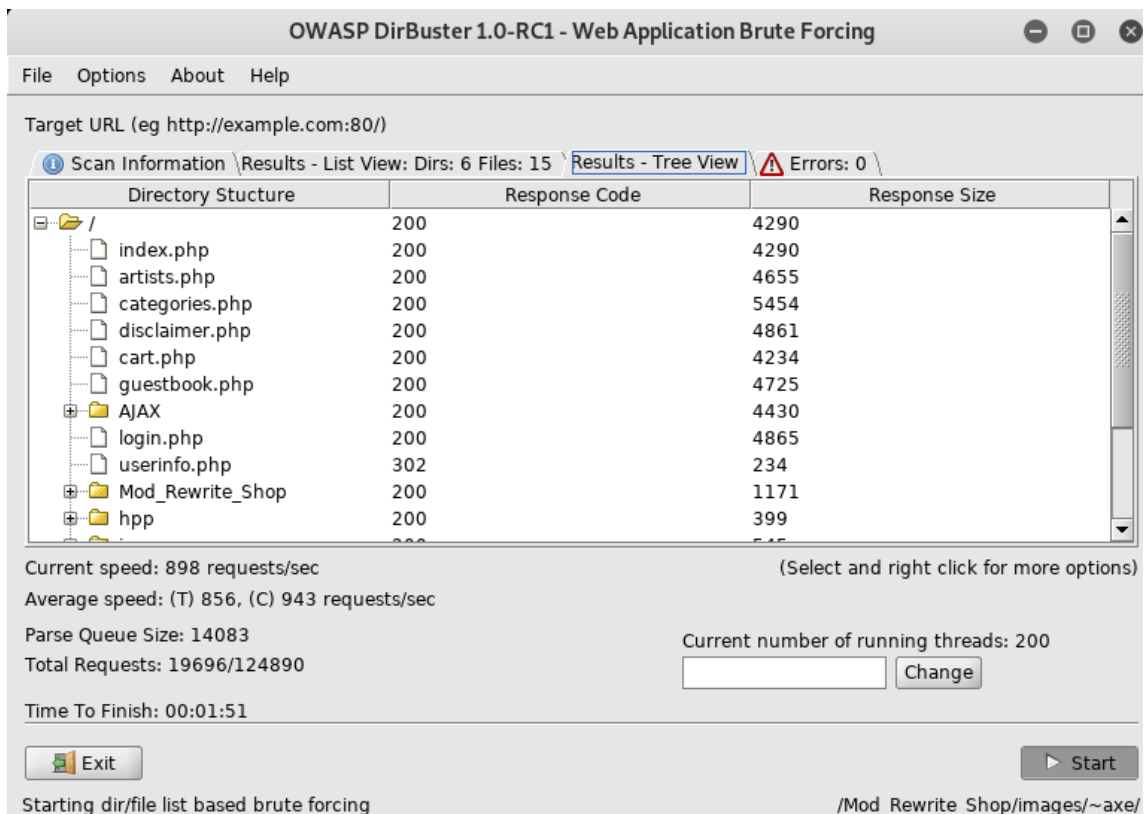 OWASP DirBuster 1.0-RC1 - Web Application Brute Forcing
File Options About Help
Target URL (eg http://example.com:80/)
Scan Information Results - List View: Dirs: 6 Files: 15 Results - Tree View Errors: 0
Directory Stucture Response Code Response Size
/ 200 4290
index.php 200 4290
artists.php 200 4655
categories.php 200 5454
disclaimer.php 200 4861
cart.php 200 4234
guestbook.php 200 4725
AJAX 200 4430
login.php 200 4865
userinfo.php 302 234
Mod_Rewrite_Shop 200 1171
hpp 200 399
Current speed: 898 requests/sec (Select and right click for more options)
Average speed: (T) 856, (C) 943 requests/sec
Parse Queue Size: 14083 Current number of running threads: 200
Total Requests: 19696/124890 Change
Time To Finish: 00:01:51
Exit Start
Starting dir/file list based brute forcing /Mod_Rewrite_Shop/images/~axe/